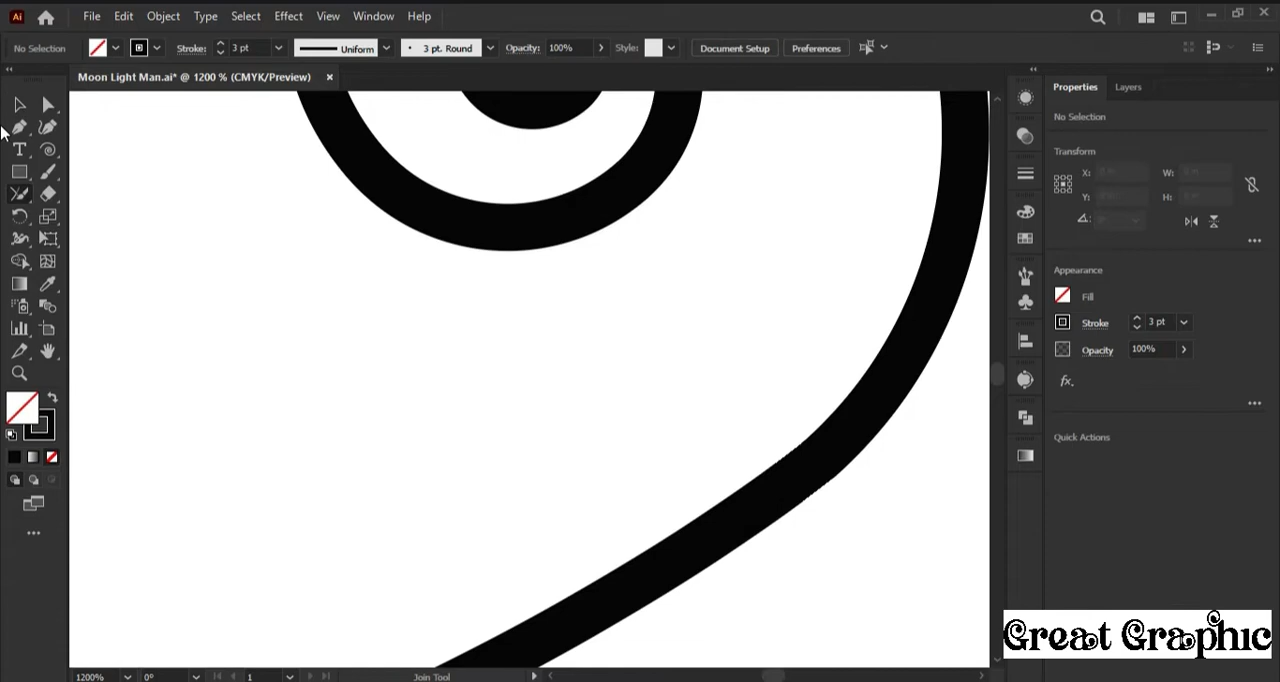 Ai File Edit Object Type Select Effect View Window Help
No Selection Stroke: 3 pt Uniform 3 pt. Round Opacity: 100% Style: Document Setup Preferences
Moon Light Man.ai* @ 1200 % (CMYK/Preview) ×
Properties Layers
No Selection
Transform
X: W:
Y: H:
Appearance
Fill
Stroke 3 pt
Opacity 100%
fx.
Quick Actions
Great Graphic
1200% 0° 1 Join Tool